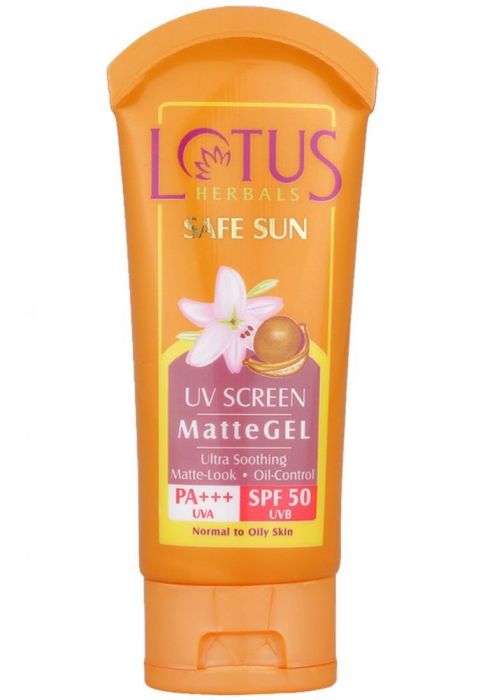 LOTUS
HERBALS
SAFE SUN
UV SCREEN
MatteGEL
Ultra Soothing
Matte-Look • Oil-Control
PA+++ SPF 50
UVA UVB
Normal to Oily Skin